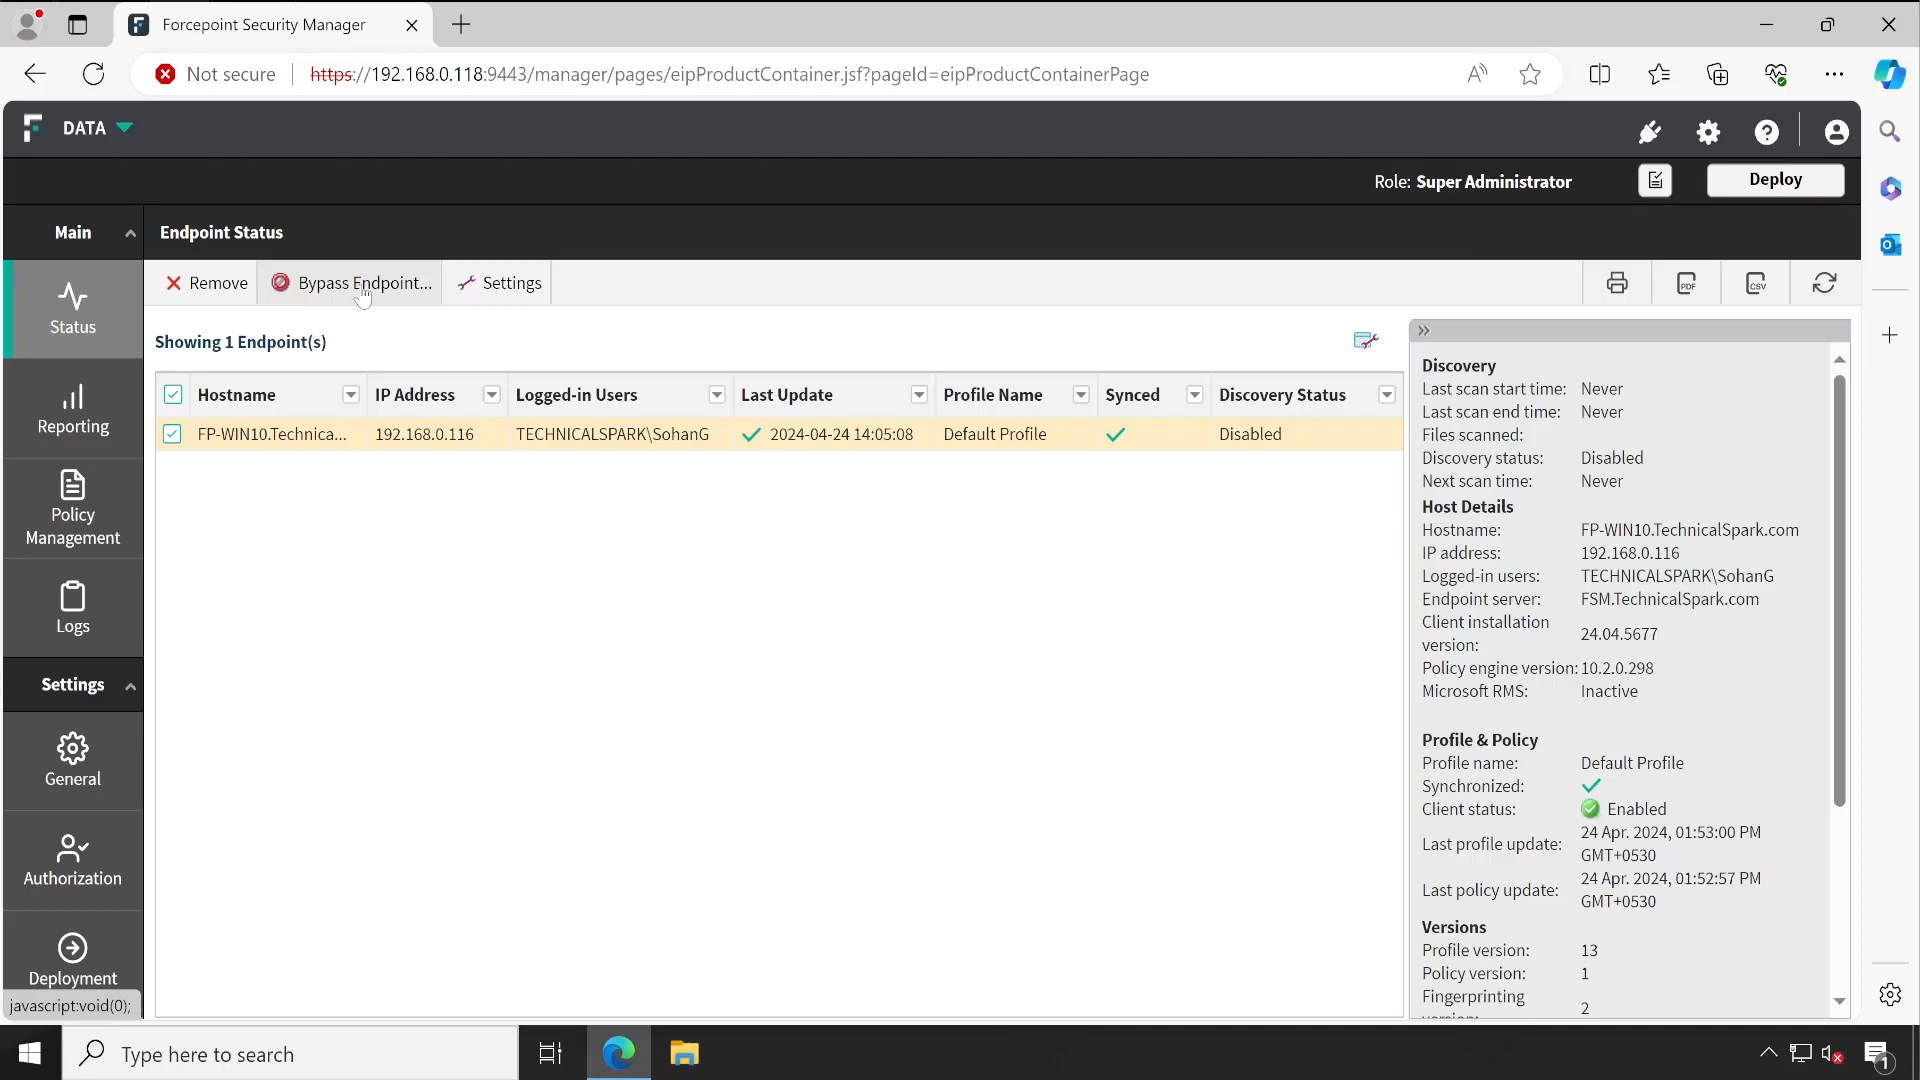 Forcepoint Security Manager
Not secure
https://192.168.0.118:9443/manager/pages/eipProductContainer.jsf?pageId=eipProductContainerPage
DATA
Role: Super Administrator
Deploy
Main
Endpoint Status
Remove
Bypass Endpoint...
Settings
PDF
CSV
Status
Reporting
Policy
Management
Logs
Settings
General
Authorization
Deployment
javascript:void(0);
Showing 1 Endpoint(s)
Hostname IP Address Logged-in Users Last Update Profile Name Synced Discovery Status
FP-WIN10.Technica... 192.168.0.116 TECHNICALSPARK\SohanG 2024-04-24 14:05:08 Default Profile Disabled
Discovery
Last scan start time: Never
Last scan end time: Never
Files scanned:
Discovery status: Disabled
Next scan time: Never
Host Details
Hostname: FP-WIN10.TechnicalSpark.com
IP address: 192.168.0.116
Logged-in users: TECHNICALSPARK\SohanG
Endpoint server: FSM.TechnicalSpark.com
Client installation
version: 24.04.5677
Policy engine version: 10.2.0.298
Microsoft RMS: Inactive
Profile & Policy
Profile name: Default Profile
Synchronized:
Client status: Enabled
Last profile update: 24 Apr. 2024, 01:53:00 PM
GMT+0530
Last policy update: 24 Apr. 2024, 01:52:57 PM
GMT+0530
Versions
Profile version: 13
Policy version: 1
Fingerprinting
2
Type here to search
1